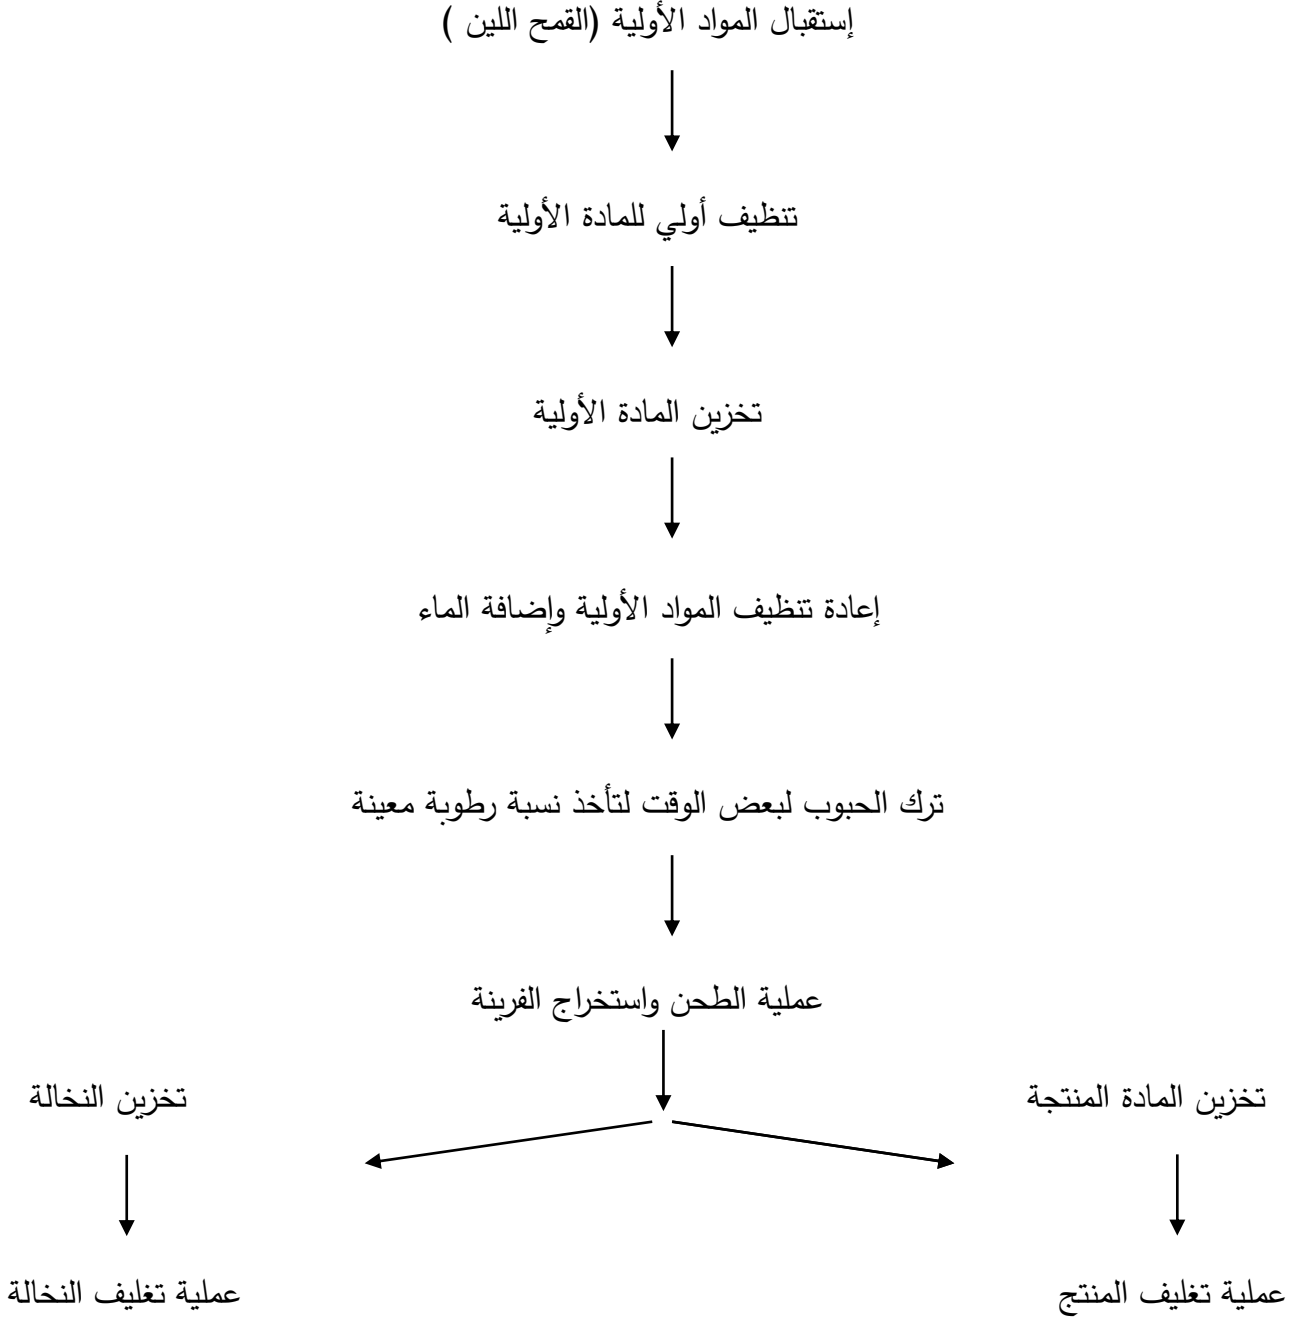 إستقبال المواد الأولية (القمح اللين )
تنظيف أولي للمادة الأولية
تخزين المادة الأولية
إعادة تنظيف المواد الأولية وإضافة الماء
ترك الحبوب لبعض الوقت لتأخذ نسبة رطوبة معينة
عملية الطحن واستخراج الفرينة
تخزين المادة المنتجة
تخزين النخالة
عملية تغليف المنتج
عملية تغليف النخالة